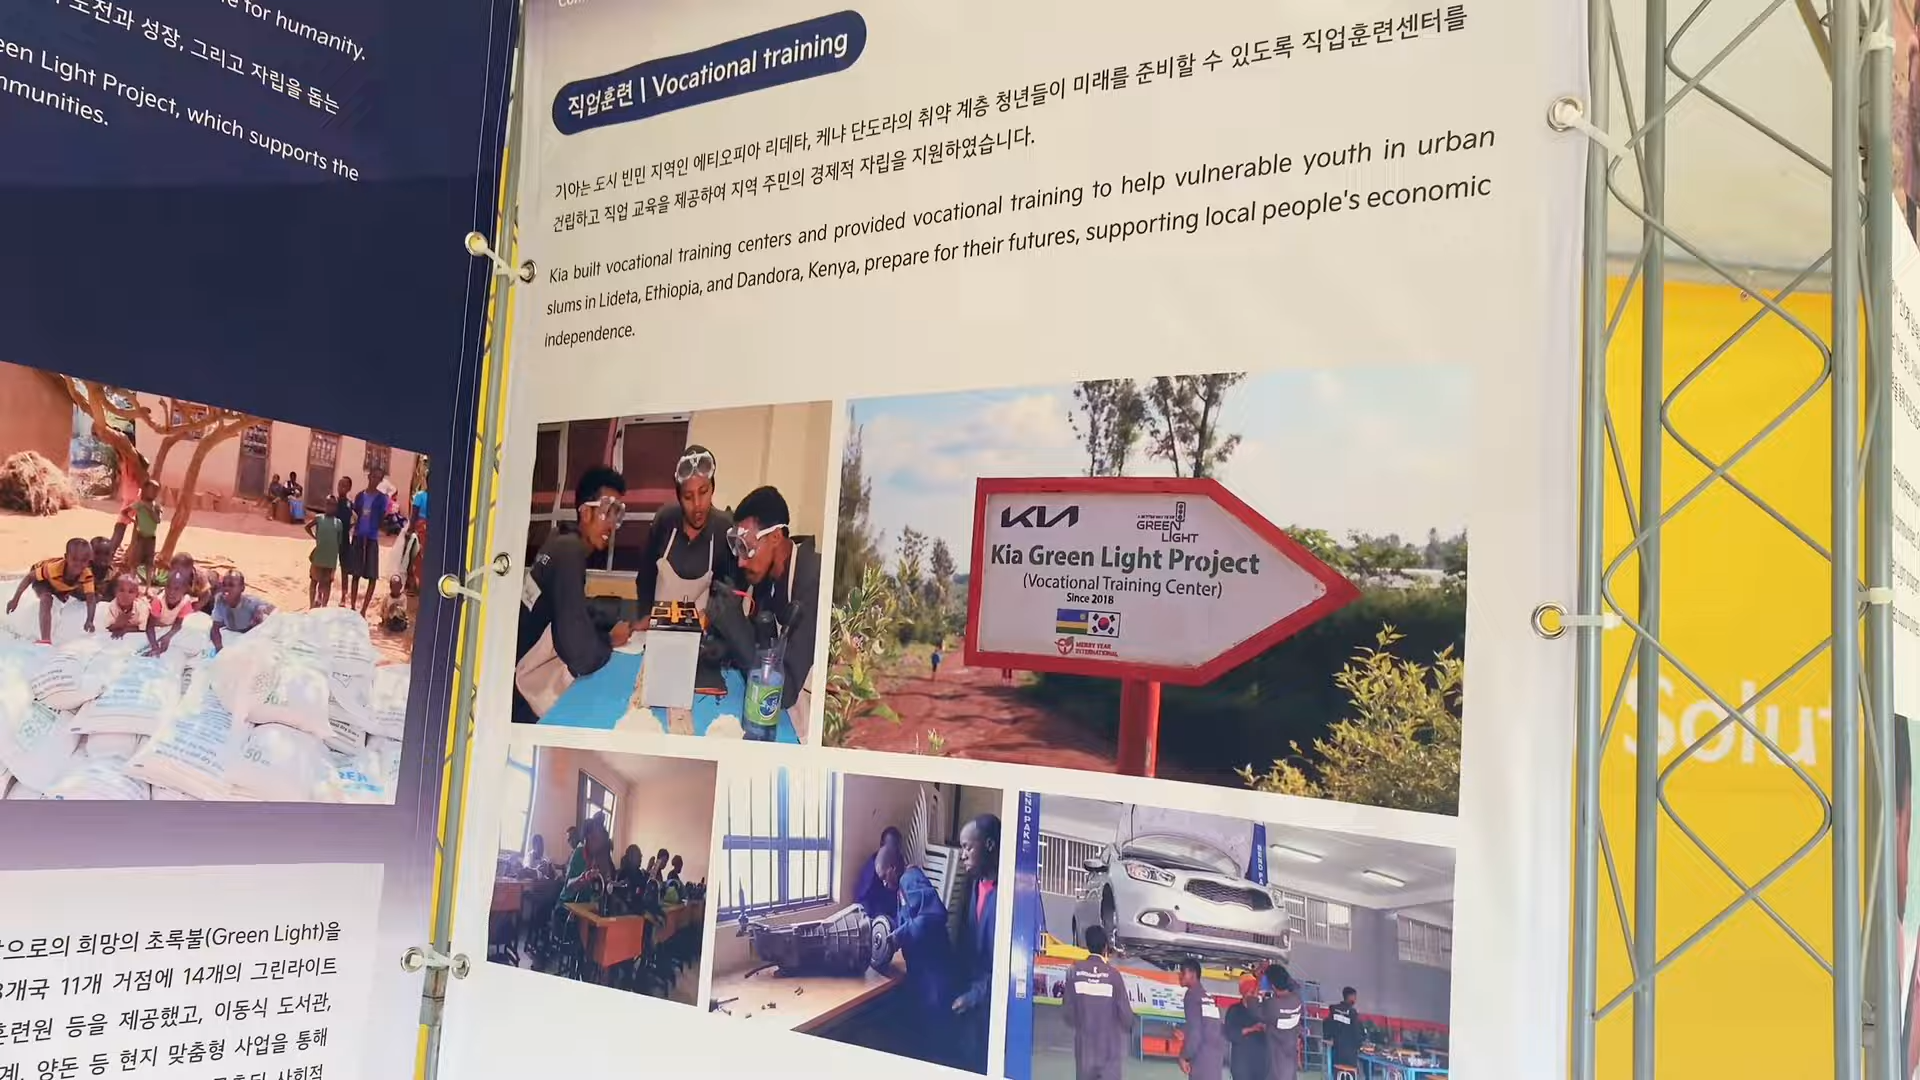 for humanity.
도전과 성장, 그리고 자립을 돕는
Green Light Project, which supports the
communities.
직업훈련 | Vocational training
기아는 도시 빈민 지역인 에티오피아 리데타, 케냐 단도라의 취약 계층 청년들이 미래를 준비할 수 있도록 직업훈련센터를
건립하고 직업 교육을 제공하여 지역 주민의 경제적 자립을 지원하였습니다.
Kia built vocational training centers and provided vocational training to help vulnerable youth in urban
slums in Lideta, Ethiopia, and Dandora, Kenya, prepare for their futures, supporting local people's economic
independence.
KIA
GREEN
LIGHT
Kia Green Light Project
(Vocational Training Center)
Since 2018
MERRY YEAR
INTERNATIONAL
50
으로의 희망의 초록불(Green Light)을
개국 11개 거점에 14개의 그린라이트
훈련원 등을 제공했고, 이동식 도서관,
양돈 등 현지 맞춤형 사업을 통해
사회적
Solu